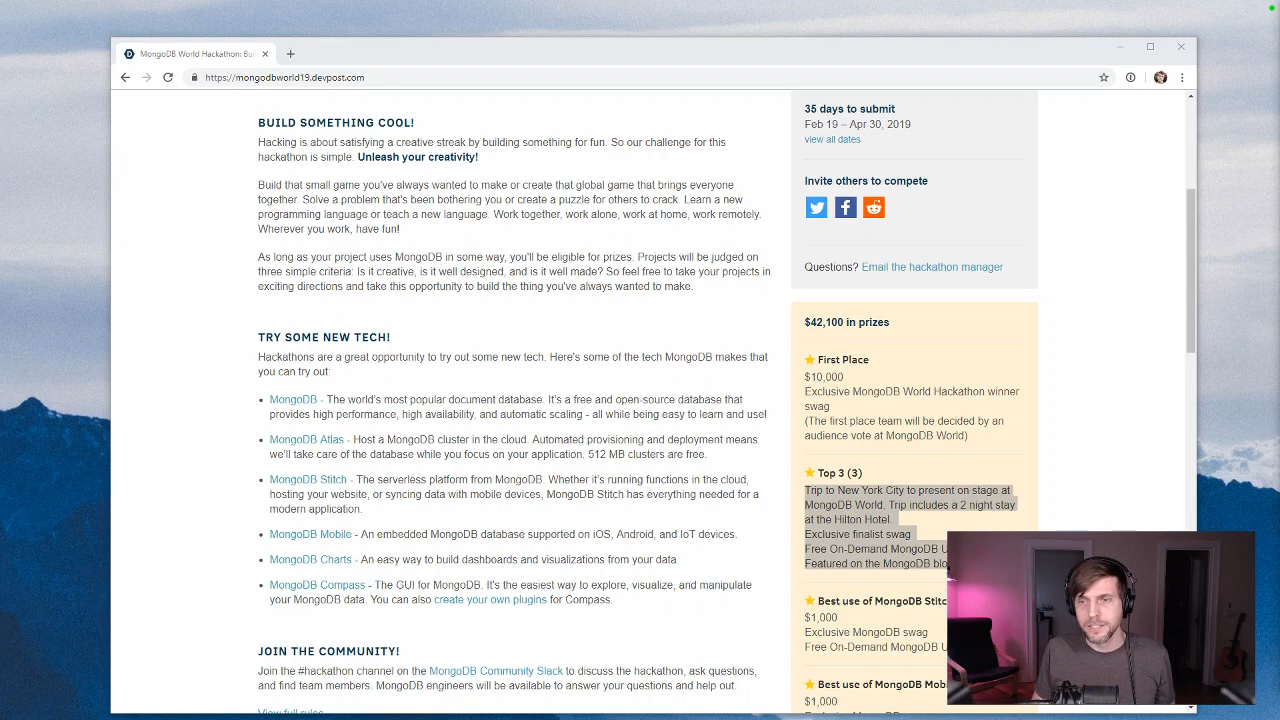 MongoDB World Hackathon: Bui
https://mongodbworld19.devpost.com
BUILD SOMETHING COOL!
Hacking is about satisfying a creative streak by building something for fun. So our challenge for this
hackathon is simple: Unleash your creativity!
Build that small game you've always wanted to make or create that global game that brings everyone
together. Solve a problem that's been bothering you or create a puzzle for others to crack. Learn a new
programming language or teach a new language. Work together, work alone, work at home, work remotely.
Wherever you work, have fun!
As long as your project uses MongoDB in some way, you'll be eligible for prizes. Projects will be judged on
three simple criteria: Is it creative, is it well designed, and is it well made? So feel free to take your projects in
exciting directions and take this opportunity to build the thing you've always wanted to make.
TRY SOME NEW TECH!
Hackathons are a great opportunity to try out some new tech. Here's some of the tech MongoDB makes that
you can try out:
• MongoDB - The world's most popular document database. It's a free and open-source database that
provides high performance, high availability, and automatic scaling - all while being easy to learn and use!
• MongoDB Atlas - Host a MongoDB cluster in the cloud. Automated provisioning and deployment means
we'll take care of the database while you focus on your application. 512 MB clusters are free.
• MongoDB Stitch - The serverless platform from MongoDB. Whether it's running functions in the cloud,
hosting your website, or syncing data with mobile devices, MongoDB Stitch has everything needed for a
modern application.
• MongoDB Mobile - An embedded MongoDB database supported on iOS, Android, and IoT devices.
• MongoDB Charts - An easy way to build dashboards and visualizations from your data.
• MongoDB Compass - The GUI for MongoDB. It's the easiest way to explore, visualize, and manipulate
your MongoDB data. You can also create your own plugins for Compass.
JOIN THE COMMUNITY!
Join the #hackathon channel on the MongoDB Community Slack to discuss the hackathon, ask questions,
and find team members. MongoDB engineers will be available to answer your questions and help out.
View full rules
35 days to submit
Feb 19 – Apr 30, 2019
view all dates
Invite others to compete
Questions? Email the hackathon manager
$42,100 in prizes
First Place
$10,000
Exclusive MongoDB World Hackathon winner
swag
(The first place team will be decided by an
audience vote at MongoDB World)
Top 3 (3)
Trip to New York City to present on stage at
MongoDB World. Trip includes a 2 night stay
at the Hilton Hotel.
Exclusive finalist swag
Free On-Demand MongoDB U
Featured on the MongoDB blo
Best use of MongoDB Stitc
$1,000
Exclusive MongoDB swag
Free On-Demand MongoDB U
Best use of MongoDB Mob
$1,000